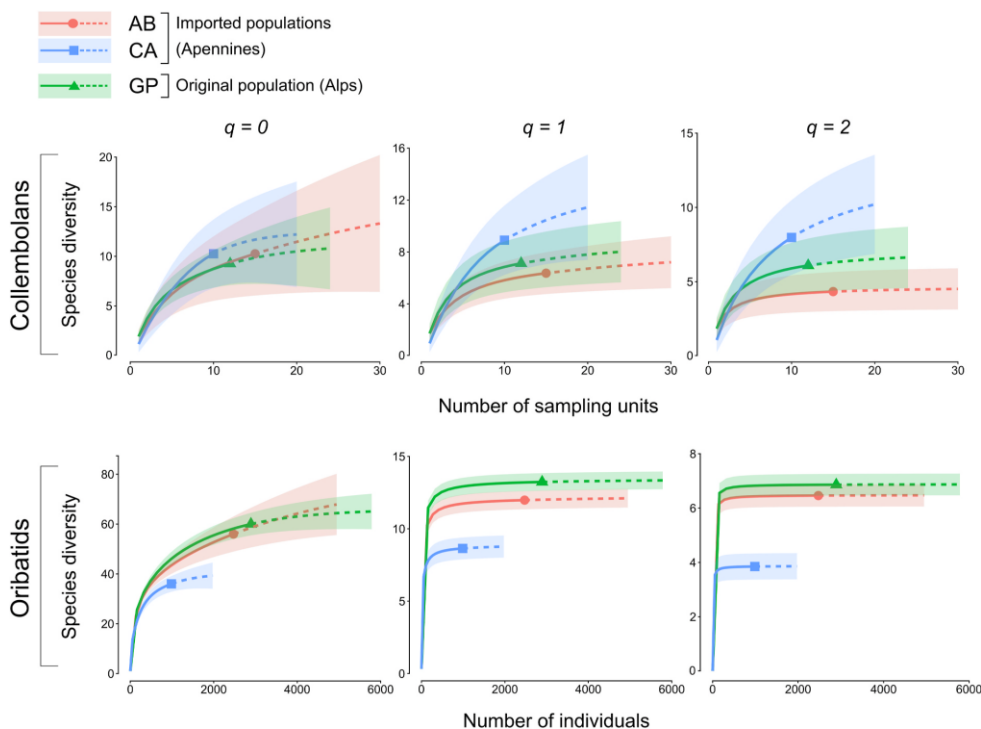 AB Imported populations
CA (Apennines)
GP Original population (Alps)
q = 0 q = 1 q = 2
Collembolans
Species diversity
20
15
10
5
0
0 10 20 30
16
12
8
4
0
0 10 20 30
15
10
5
0
0 10 20 30
Number of sampling units
Oribatids
Species diversity
80
60
40
20
0
0 2000 4000 6000
15
10
5
0
0 2000 4000 6000
8
6
4
2
0
0 2000 4000 6000
Number of individuals